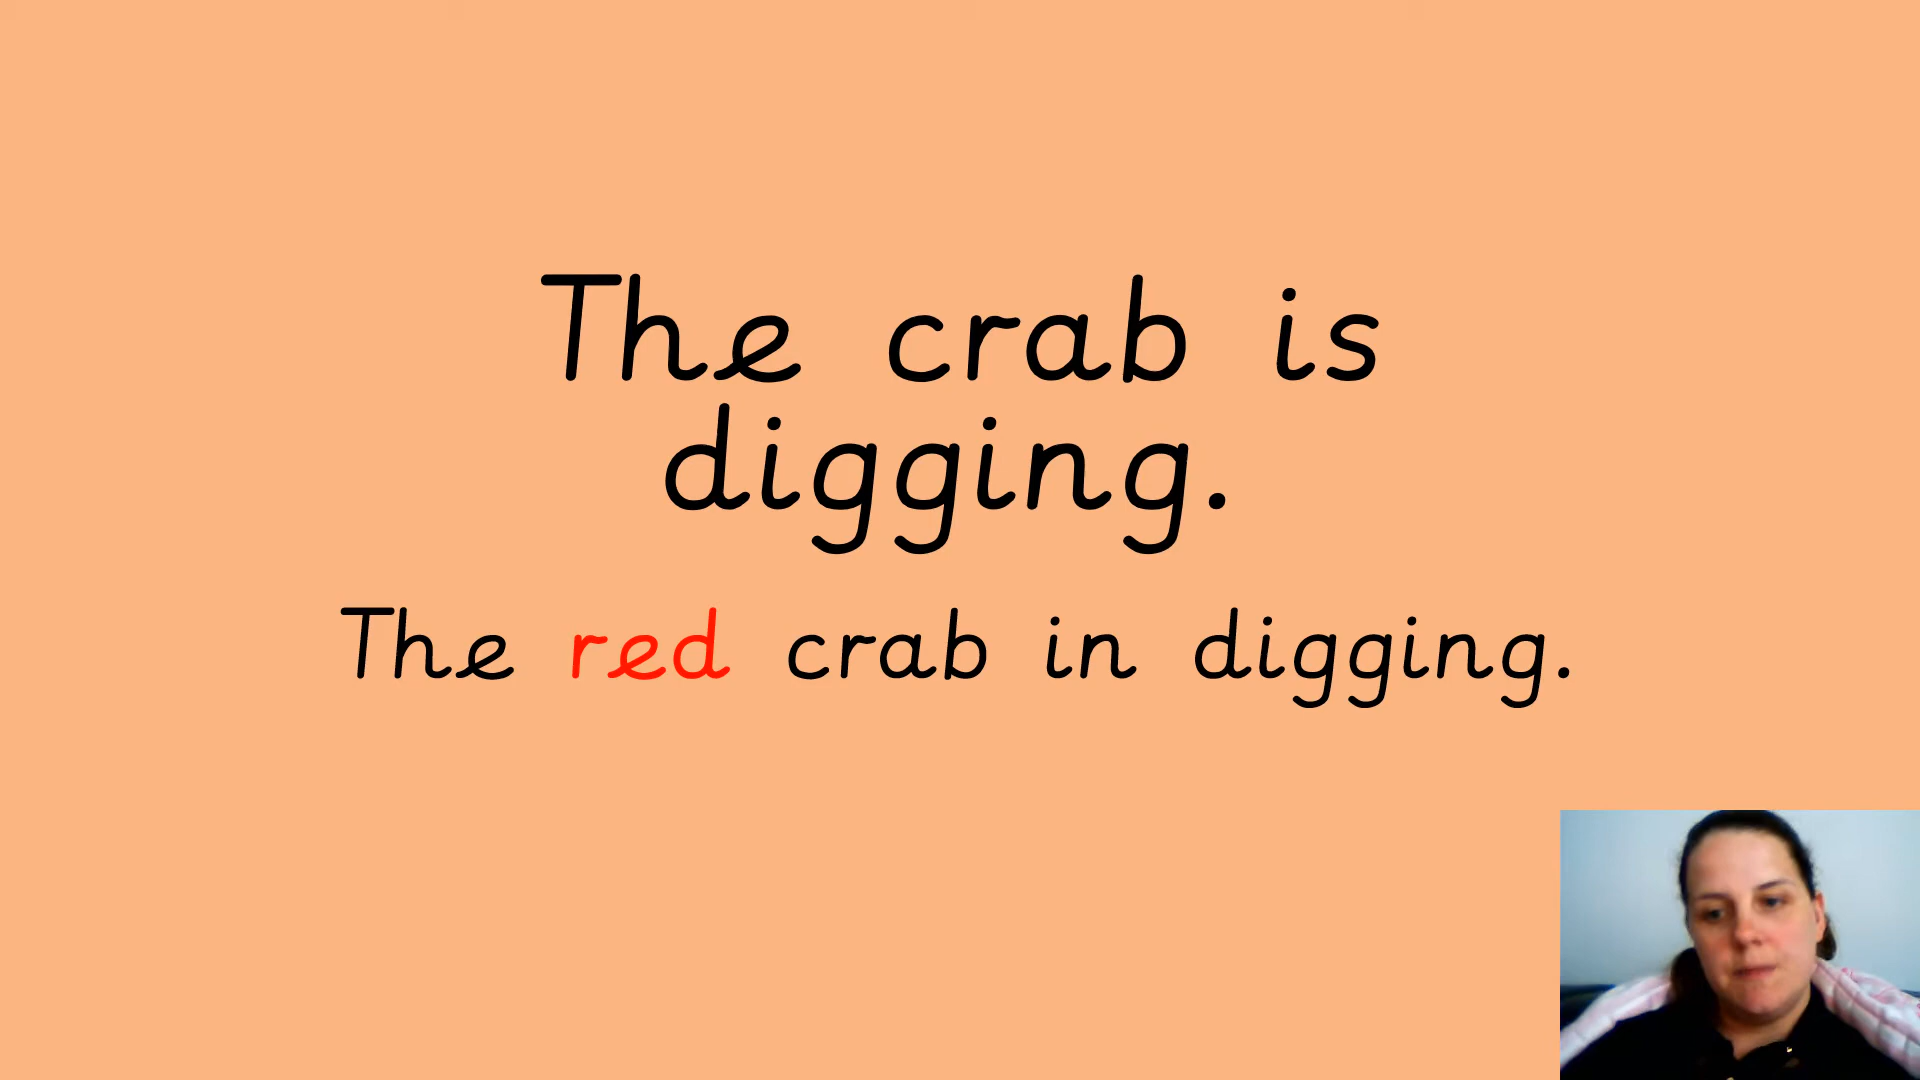 The crab is
digging.
The red crab in digging.